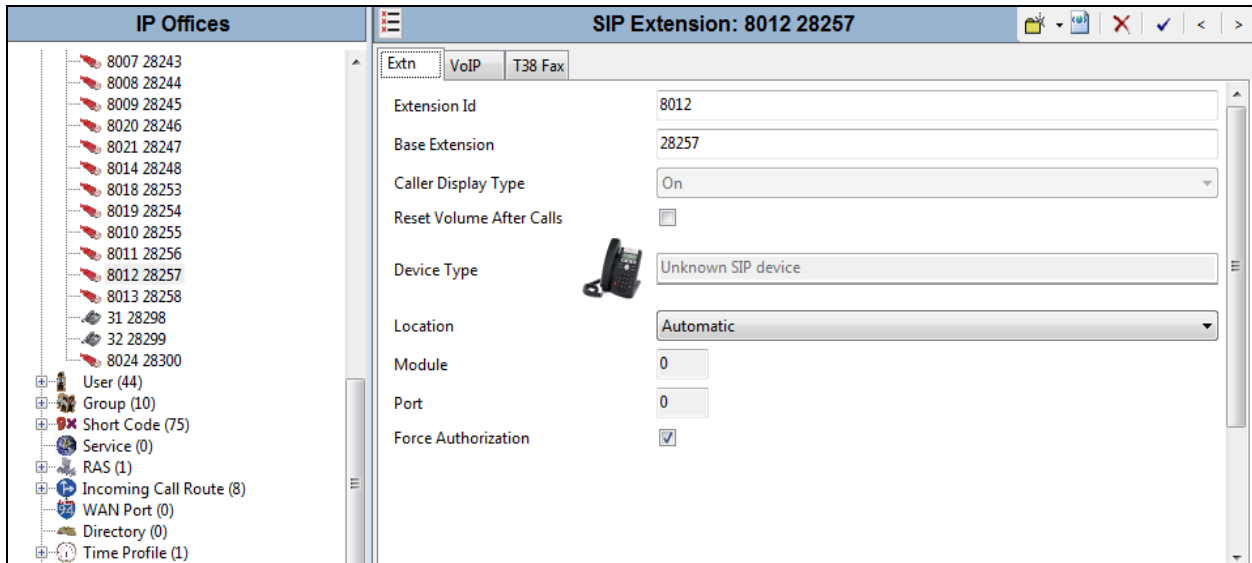 IP Offices
8007 28243
8008 28244
8009 28245
8020 28246
8021 28247
8014 28248
8018 28253
8019 28254
8010 28255
8011 28256
8012 28257
8013 28258
31 28298
32 28299
8024 28300
User (44)
Group (10)
Short Code (75)
Service (0)
RAS (1)
Incoming Call Route (8)
WAN Port (0)
Directory (0)
Time Profile (1)
SIP Extension: 8012 28257
Extn VoIP T38 Fax
Extension Id 8012
Base Extension 28257
Caller Display Type On
Reset Volume After Calls
Device Type Unknown SIP device
Location Automatic
Module 0
Port 0
Force Authorization